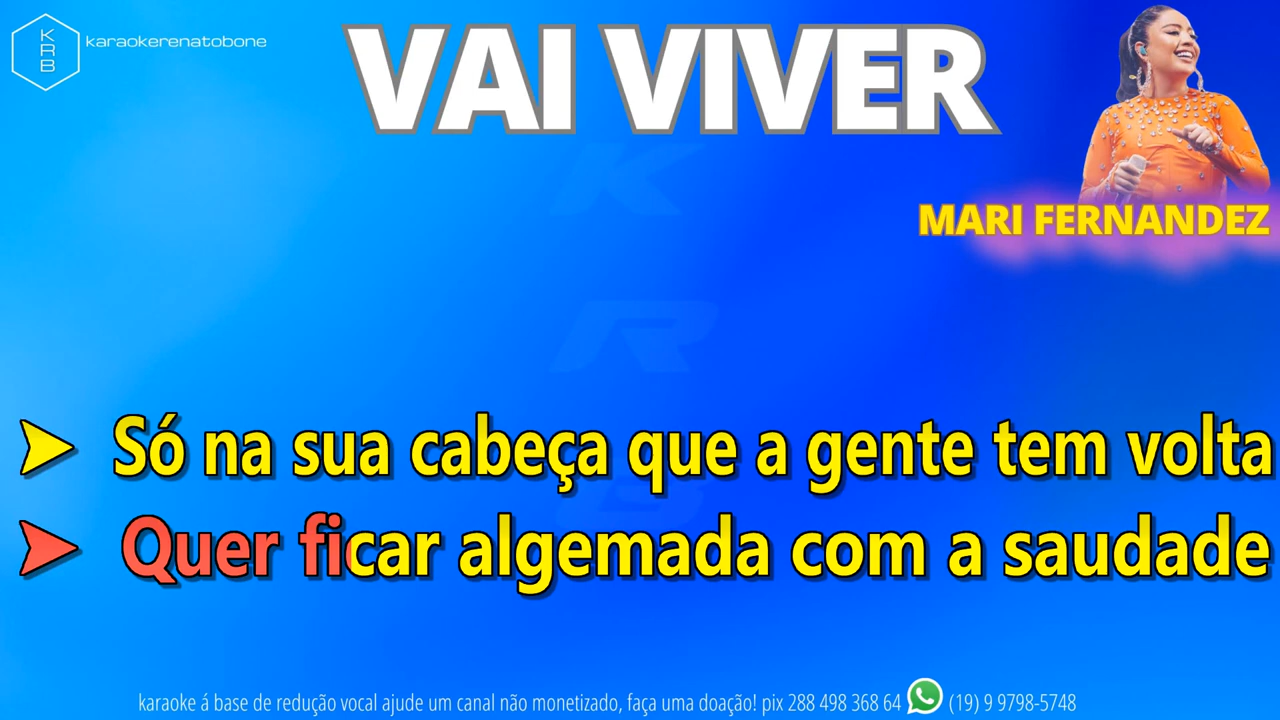 K
R
B
karaokerenatobone
VAI VIVER
MARI FERNANDEZ
K
R
B
Só na sua cabeça que a gente tem volta
Quer ficar algemada com a saudade
karaoke á base de redução vocal ajude um canal não monetizado, faça uma doação! pix 288 498 368 64 (19) 9 9798-5748